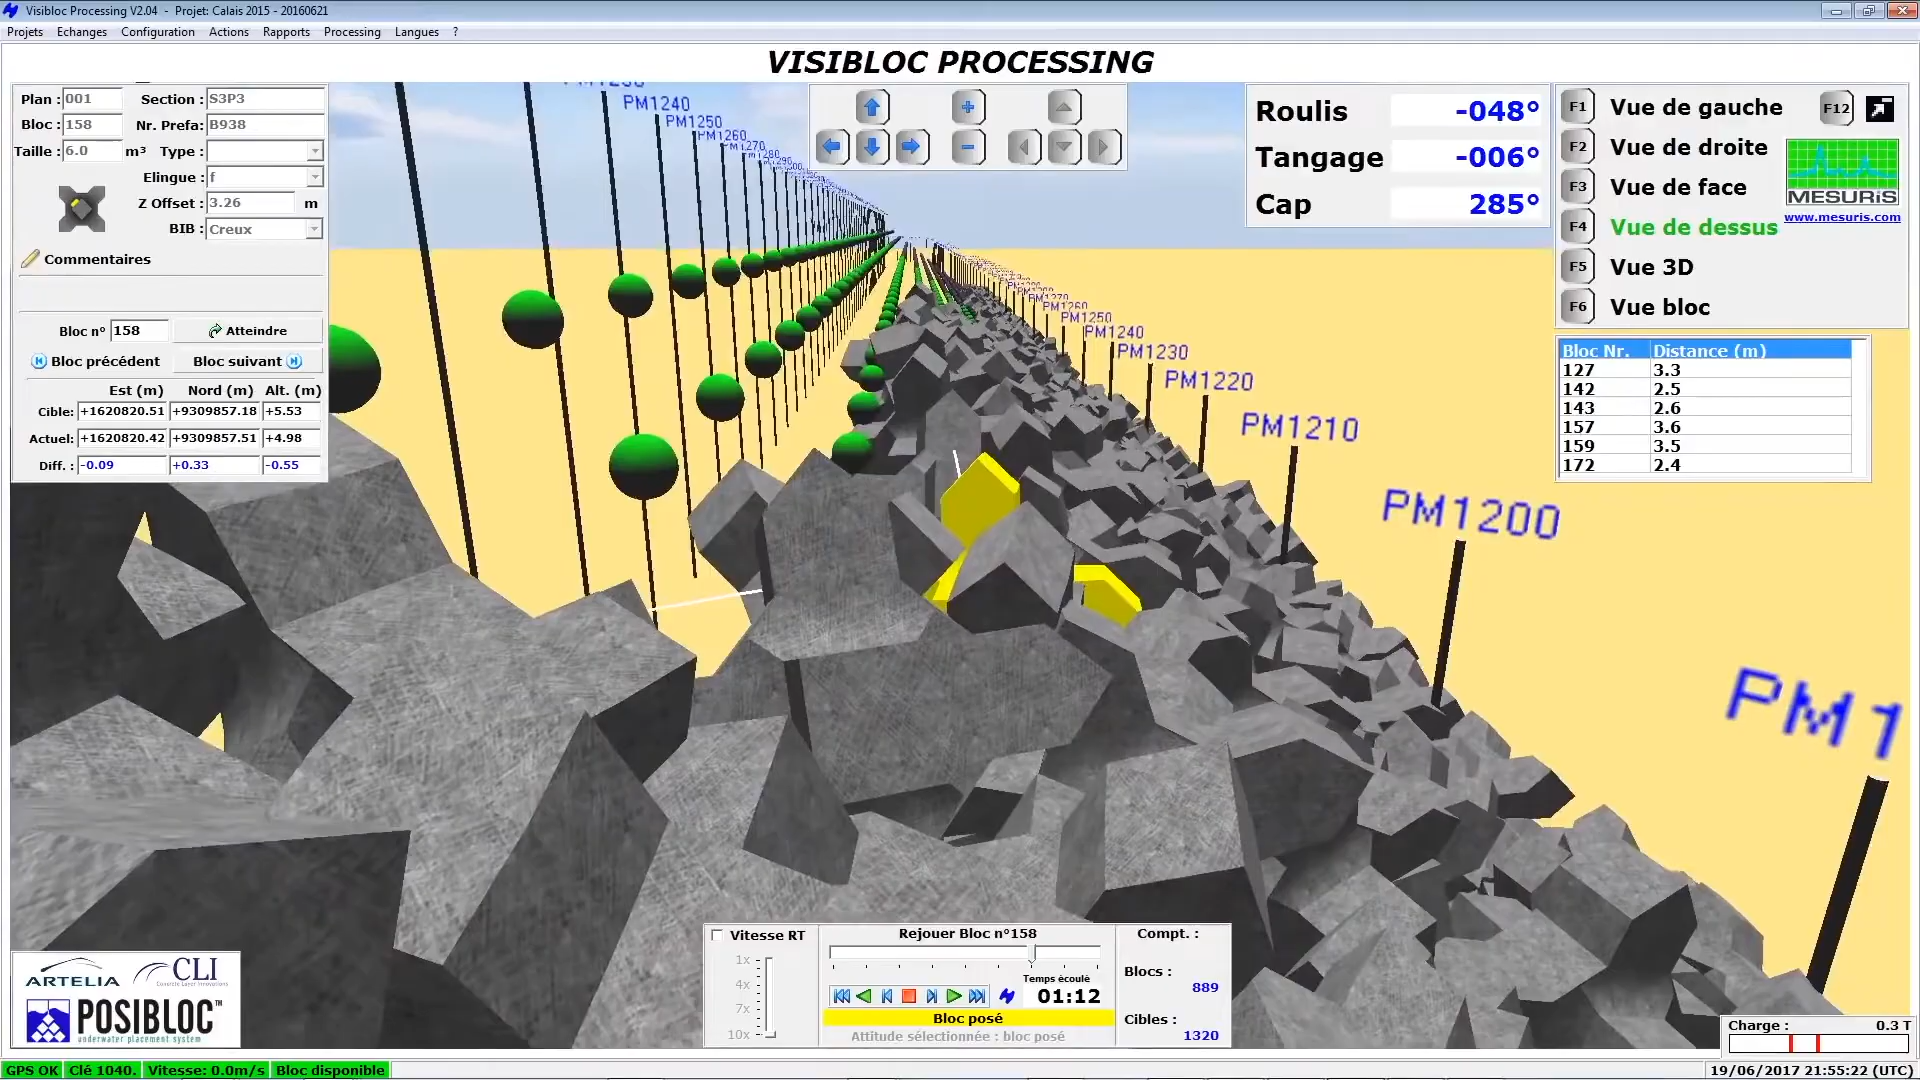 Visibloc Processing V2.04 - Projet: Calais 2015 - 20160621
Projets Echanges Configuration Actions Rapports Processing Langues ?
VISIBLOC PROCESSING
Plan : 001 Section : S3P3
Bloc : 158 Nr. Prefa: B938
Taille : 6.0 m³ Type :
Elingue : f
Z Offset : 3.26 m
BIB : Creux
Commentaires
Bloc n° 158 Atteindre
Bloc précédent Bloc suivant
Est (m) Nord (m) Alt. (m)
Cible: +1620820.51 +9309857.18 +5.53
Actuel: +1620820.42 +9309857.51 +4.98
Diff. : -0.09 +0.33 -0.55
PM1240
PM1250
PM1260
PM1270
PM1280
Roulis -048°
Tangage -006°
Cap 285°
F1 Vue de gauche F12
F2 Vue de droite
F3 Vue de face
F4 Vue de dessus
F5 Vue 3D
F6 Vue bloc
MESURIS
www.mesuris.com
Bloc Nr. Distance (m)
127 3.3
142 2.5
143 2.6
157 3.6
159 3.5
172 2.4
PM1270
PM1260
PM1250
PM1240
PM1230
PM1220
PM1210
PM1200
PM1
Vitesse RT
1x
4x
7x
10x
Rejouer Bloc n°158
Temps écoulé
01:12
Bloc posé
Attitude sélectionnée : bloc posé
Compt. :
Blocs :
889
Cibles :
1320
ARTELIA CLI
Concrete Layer Innovations
POSIBLOC™
underwater placement system
Charge : 0.3 T
GPS OK Clé 1040. Vitesse: 0.0m/s Bloc disponible
19/06/2017 21:55:22 (UTC)